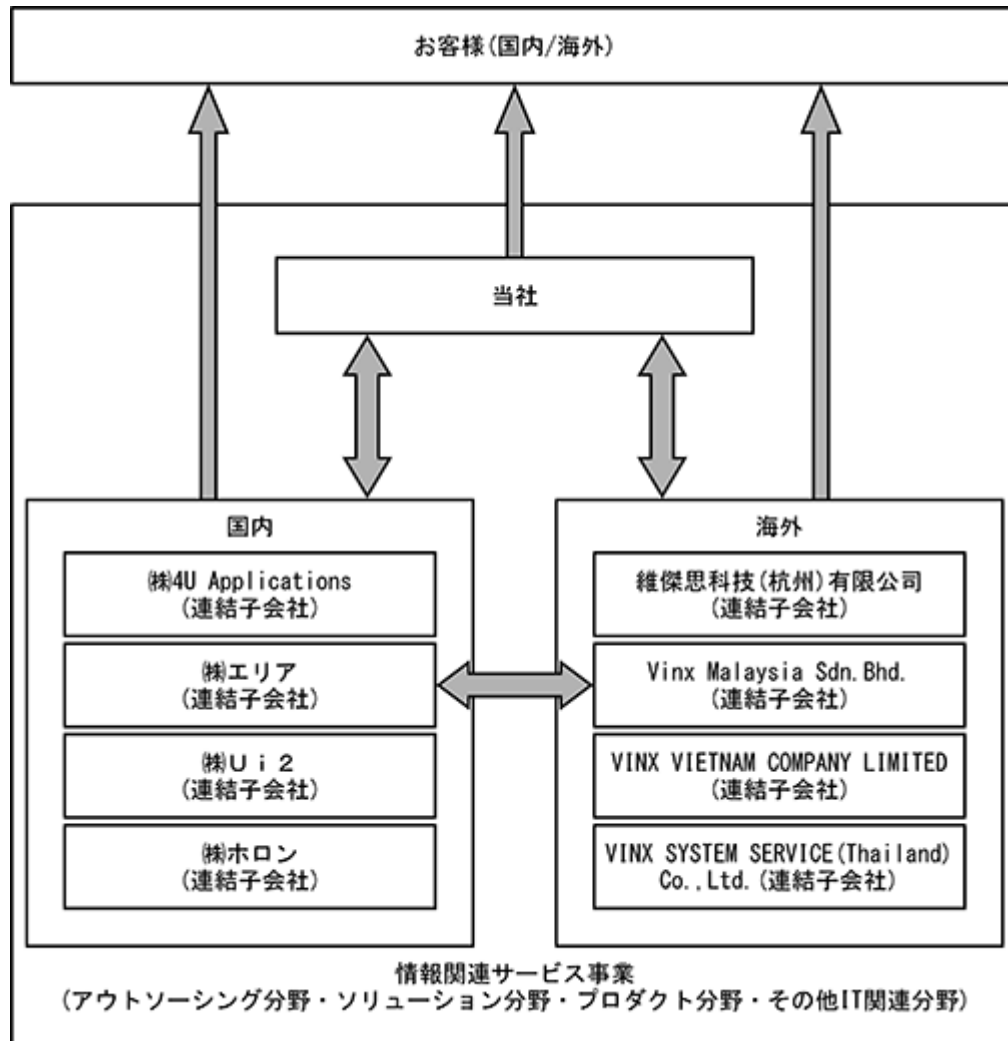 お客様(国内/海外)
当社
国内
㈱4U Applications
(連結子会社)
㈱エリア
(連結子会社)
㈱Ｕｉ２
(連結子会社)
㈱ホロン
(連結子会社)
海外
維傑思科技(杭州)有限公司
(連結子会社)
Vinx Malaysia Sdn.Bhd.
(連結子会社)
VINX VIETNAM COMPANY LIMITED
(連結子会社)
VINX SYSTEM SERVICE(Thailand)
Co.,Ltd.(連結子会社)
情報関連サービス事業
(アウトソーシング分野・ソリューション分野・プロダクト分野・その他IT関連分野)